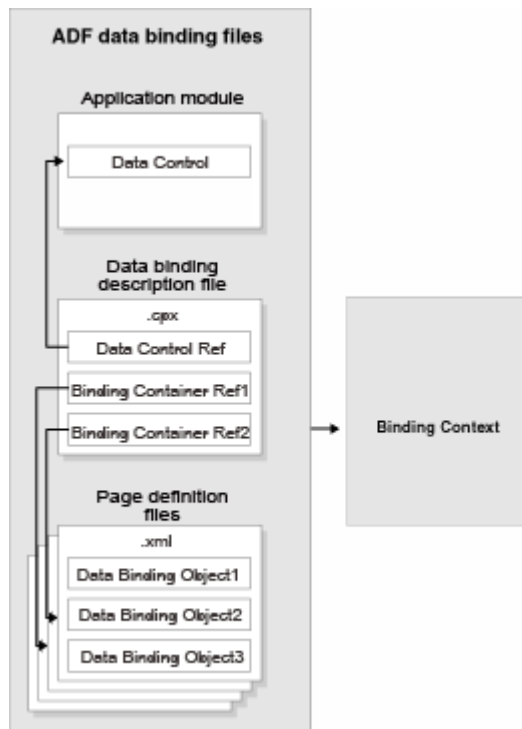 ADF data binding files
Application module
Data Control
Data binding
description file
.cpx
Data Control Ref
Binding Container Ref1
Binding Container Ref2
Binding Context
Page definition
files
.xml
Data Binding Object1
Data Binding Object2
Data Binding Object3